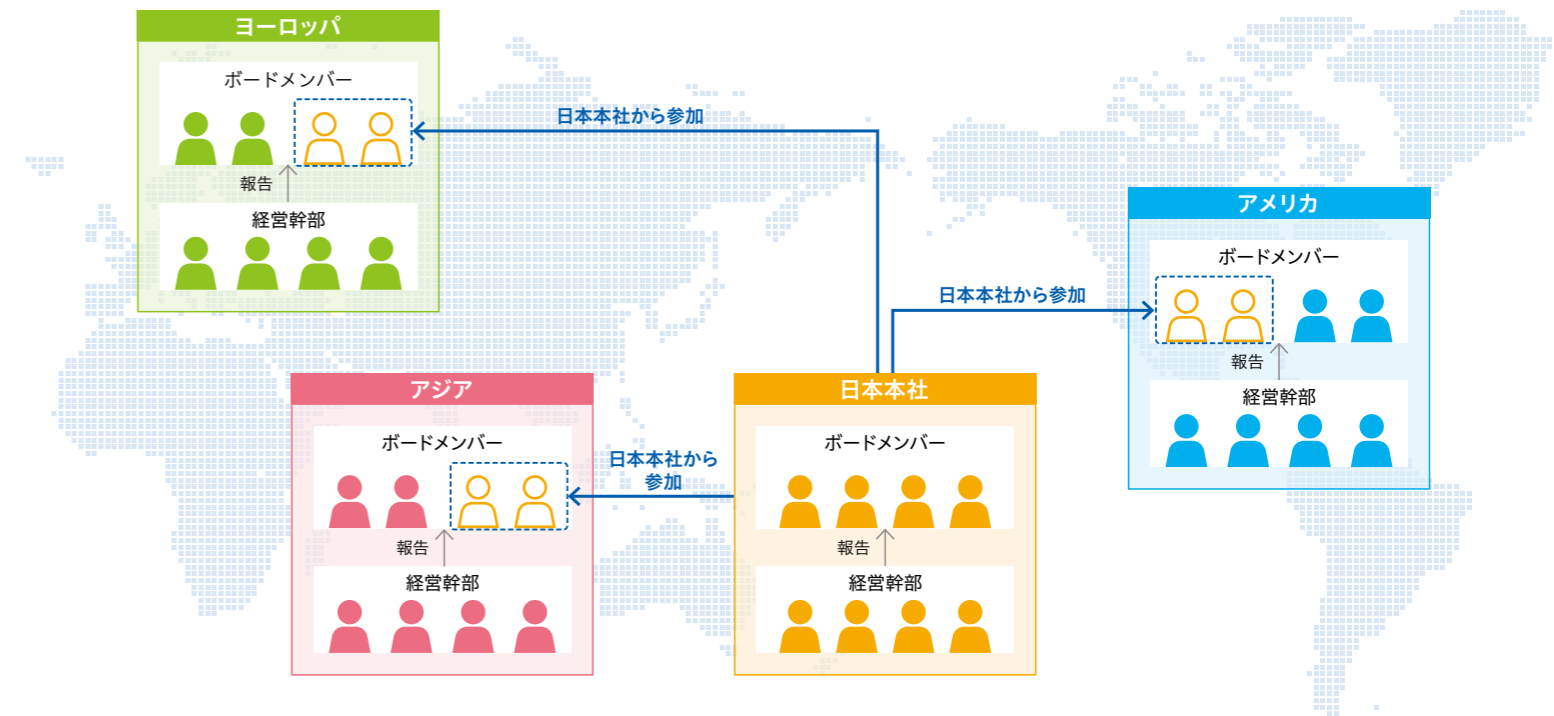 ヨーロッパ
ボードメンバー
報告
経営幹部
日本本社から参加
アメリカ
ボードメンバー
報告
経営幹部
日本本社から参加
アジア
ボードメンバー
報告
経営幹部
日本本社から
参加
日本本社
ボードメンバー
報告
経営幹部